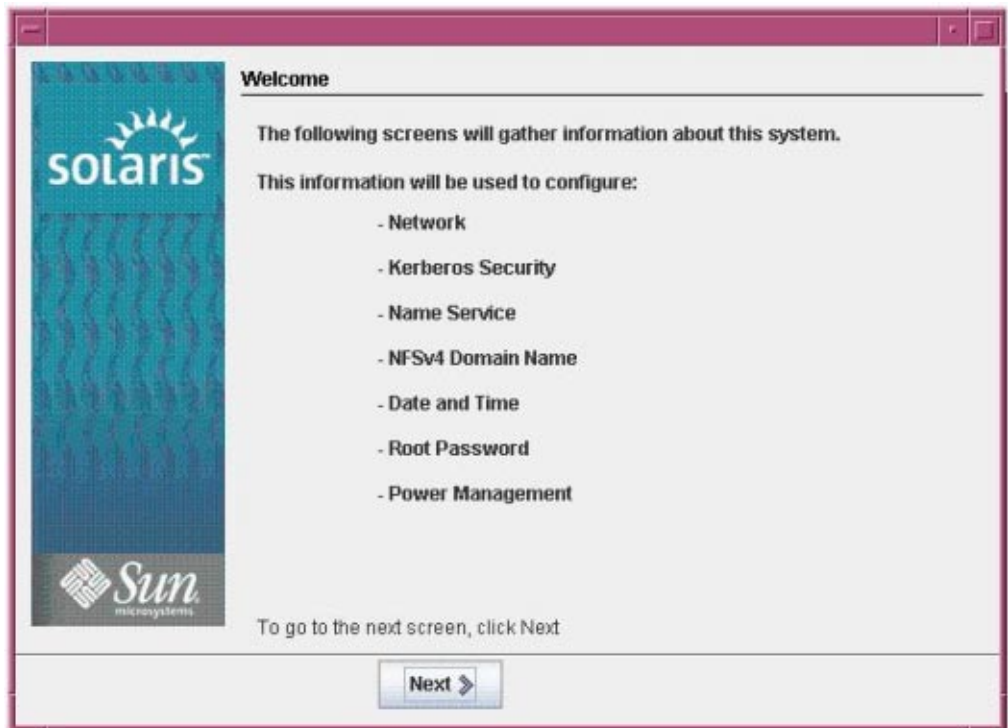 Welcome
solaris™
The following screens will gather information about this system.
This information will be used to configure:
- Network
- Kerberos Security
- Name Service
- NFSv4 Domain Name
- Date and Time
- Root Password
- Power Management
Sun
microsystems
To go to the next screen, click Next
Next